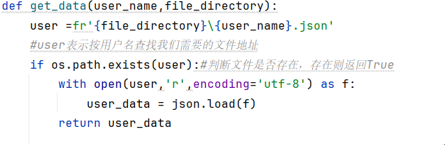 def get_data(user_name,file_directory):
    user =fr'{file_directory}\{user_name}.json'
    #user表示按用户名查找我们需要的文件地址
    if os.path.exists(user):#判断文件是否存在，存在则返回True
        with open(user,'r',encoding='utf-8') as f:
            user_data = json.load(f)
        return user_data